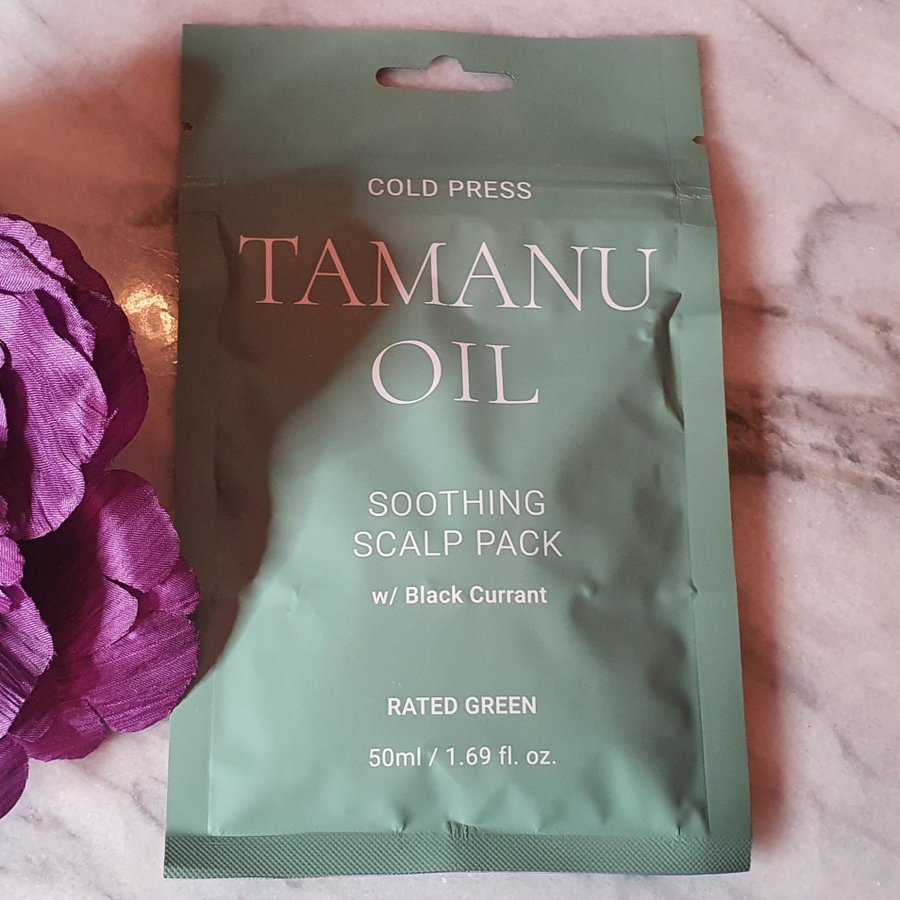 COLD PRESS
TAMANU
OIL
SOOTHING
SCALP PACK
w/ Black Currant
RATED GREEN
50ml / 1.69 fl. oz.